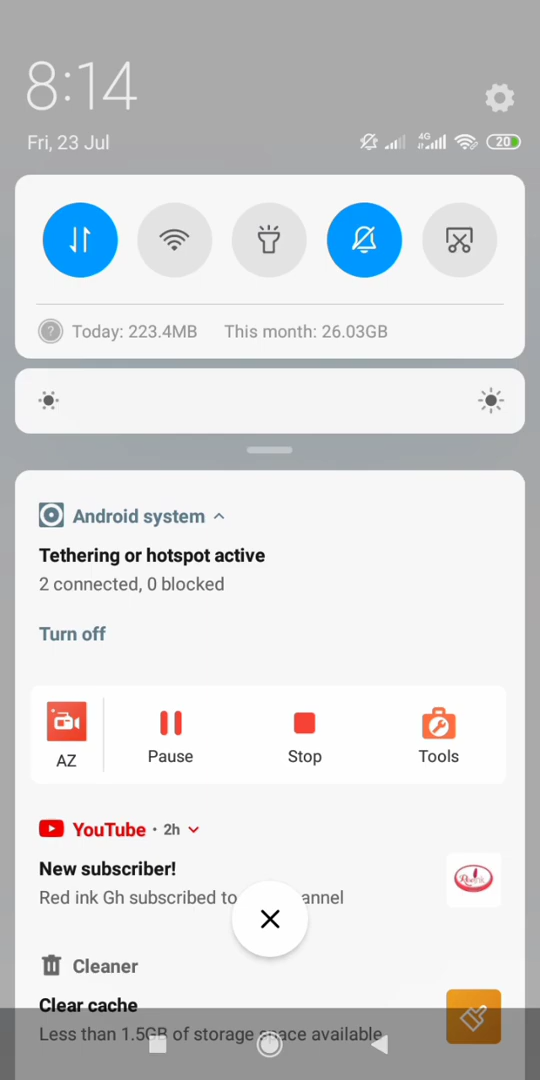 8:14
Fri, 23 Jul
4G
20
Today: 223.4MB This month: 26.03GB
Android system
Tethering or hotspot active
2 connected, 0 blocked
Turn off
AZ
Pause
Stop
Tools
YouTube • 2h
New subscriber!
Red ink Gh subscribed to annel
Cleaner
Clear cache
Less than 1.5GB of storage space available